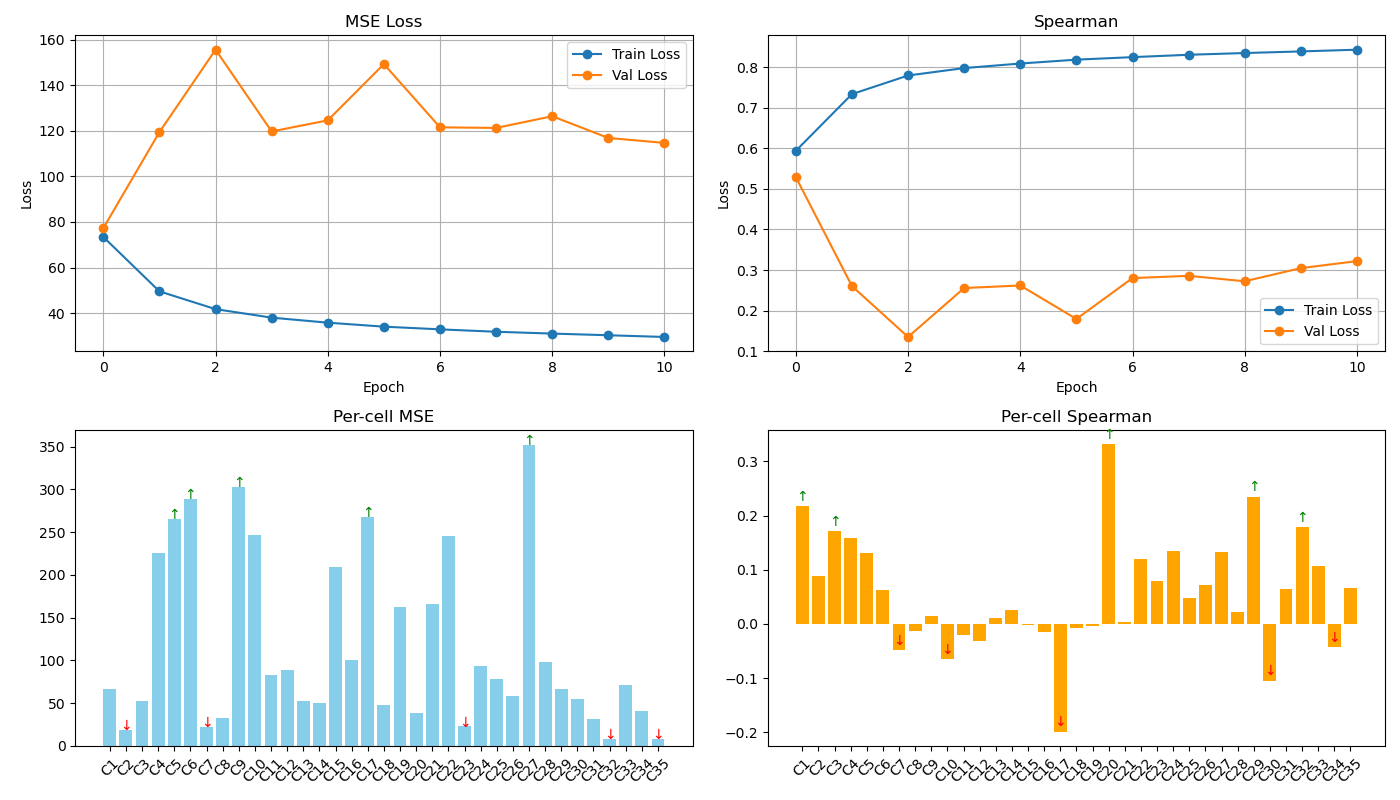 MSE Loss
160
140
120
100
80
60
40
Loss
0 2 4 6 8 10
Epoch
Train Loss
Val Loss
Spearman
0.8
0.7
0.6
0.5
0.4
0.3
0.2
0.1
Loss
0 2 4 6 8 10
Epoch
Train Loss
Val Loss
Per-cell MSE
350
300
250
200
150
100
50
0
↑ ↑ ↑ ↑ ↑
↓ ↓ ↓ ↓ ↓
C1 C2 C3 C4 C5 C6 C7 C8 C9 C10 C11 C12 C13 C14 C15 C16 C17 C18 C19 C20 C21 C22 C23 C24 C25 C26 C27 C28 C29 C30 C31 C32 C33 C34 C35
Per-cell Spearman
0.3
0.2
0.1
0.0
−0.1
−0.2
↑ ↑ ↑ ↑ ↑
↓ ↓ ↓ ↓ ↓
C1 C2 C3 C4 C5 C6 C7 C8 C9 C10 C11 C12 C13 C14 C15 C16 C17 C18 C19 C20 C21 C22 C23 C24 C25 C26 C27 C28 C29 C30 C31 C32 C33 C34 C35